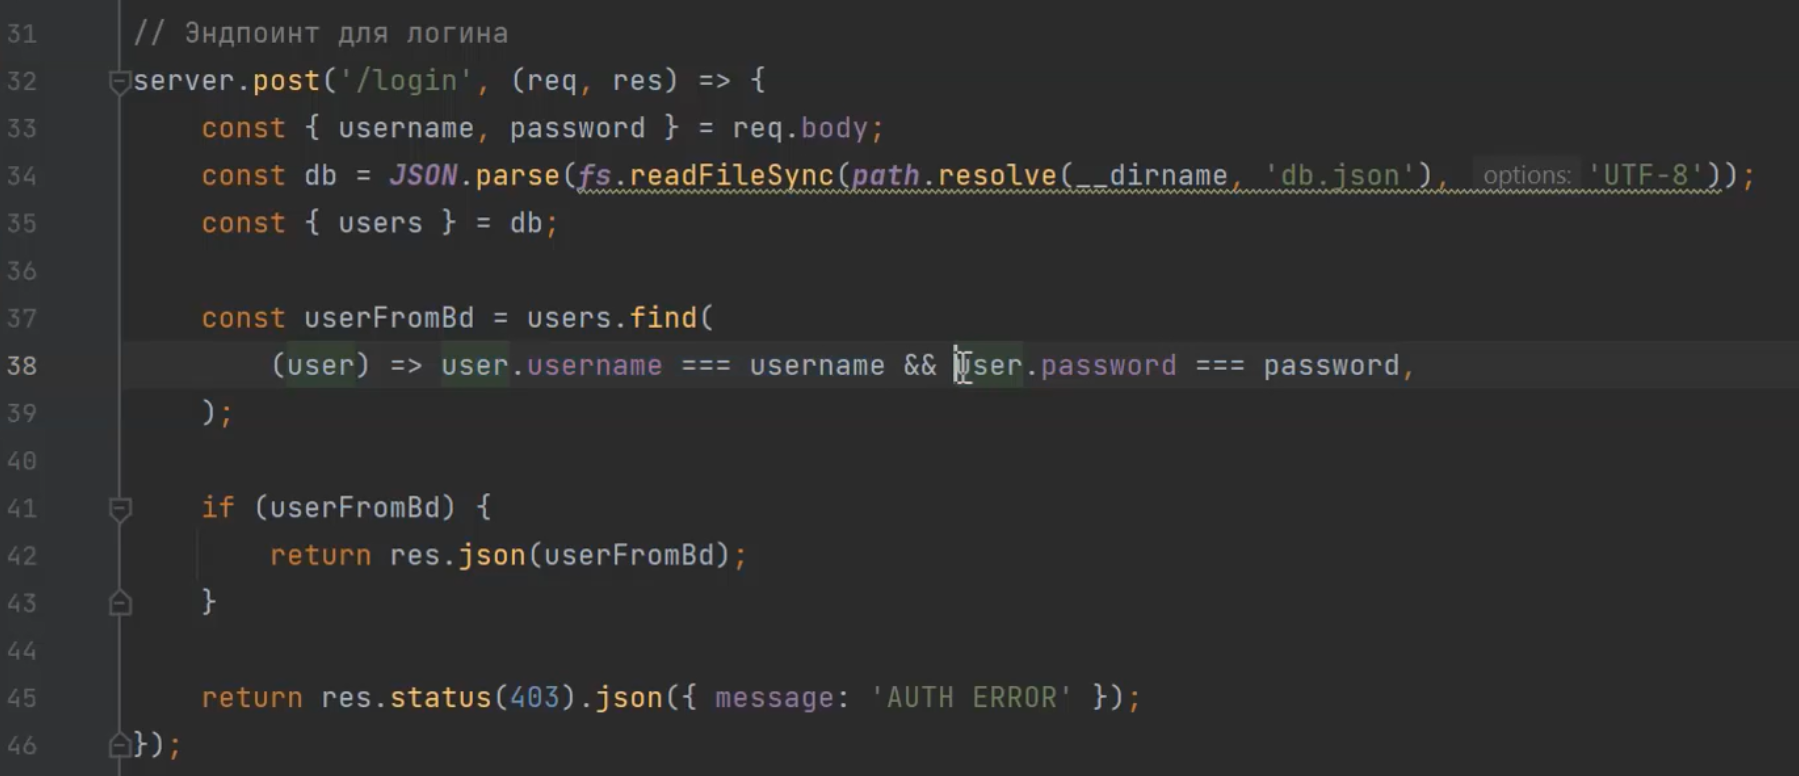 31 // Эндпоинт для логина
32 server.post('/login', (req, res) => {
33 const { username, password } = req.body;
34 const db = JSON.parse(fs.readFileSync(path.resolve(__dirname, 'db.json'), options: 'UTF-8'));
35 const { users } = db;
36
37 const userFromBd = users.find(
38 (user) => user.username === username && user.password === password,
39 );
40
41 if (userFromBd) {
42 return res.json(userFromBd);
43 }
44
45 return res.status(403).json({ message: 'AUTH ERROR' });
46 });